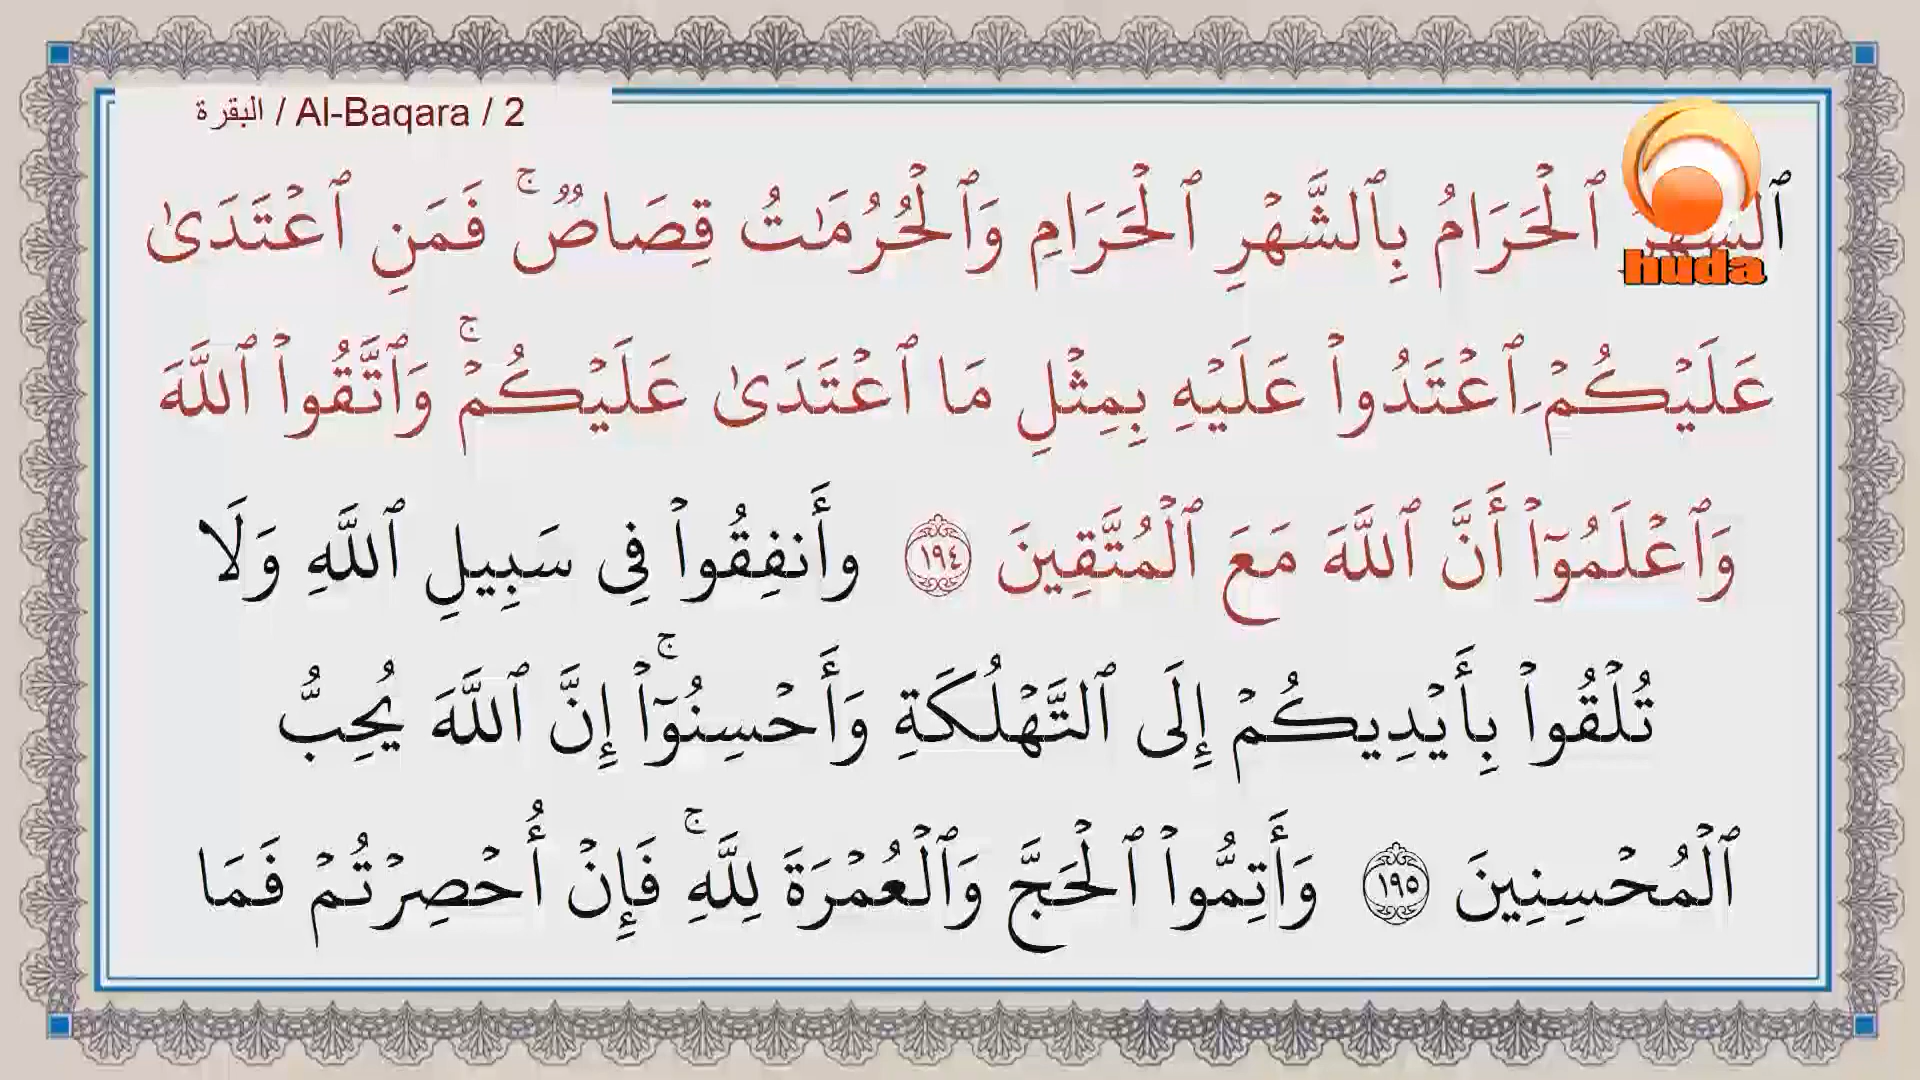 البقرة / Al-Baqara / 2
huda
ٱلشَّهْرُ ٱلْحَرَامُ بِٱلشَّهْرِ ٱلْحَرَامِ وَٱلْحُرُمَٰتُ قِصَاصٌ ۚ فَمَنِ ٱعْتَدَىٰ
عَلَيْكُمْ ٱعْتَدُوا۟ عَلَيْهِ بِمِثْلِ مَا ٱعْتَدَىٰ عَلَيْكُمْ ۚ وَٱتَّقُوا۟ ٱللَّهَ
وَٱعْلَمُوٓا۟ أَنَّ ٱللَّهَ مَعَ ٱلْمُتَّقِينَ ١٩٤ وأَنفِقُوا۟ فِى سَبِيلِ ٱللَّهِ وَلَا
تُلْقُوا۟ بِأَيْدِيكُمْ إِلَى ٱلتَّهْلُكَةِ وَأَحْسِنُوٓا۟ ۚ إِنَّ ٱللَّهَ يُحِبُّ
ٱلْمُحْسِنِينَ ١٩٥ وَأَتِمُّوا۟ ٱلْحَجَّ وَٱلْعُمْرَةَ لِلَّهِ ۚ فَإِنْ أُحْصِرْتُمْ فَمَا